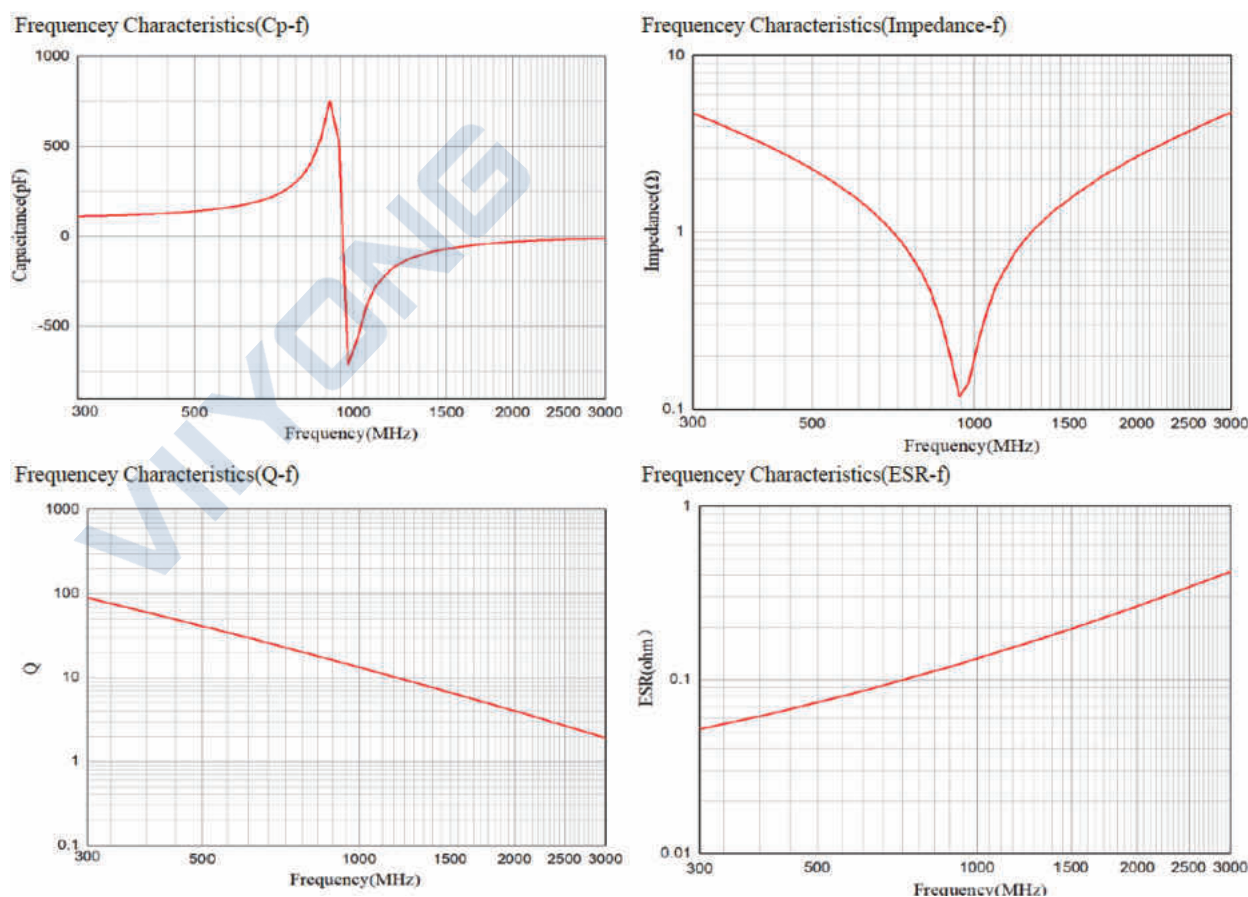 Frequencey Characteristics(Cp-f)
1000
500
0
-500
Capacitance(pF)
300 500 1000 1500 2000 2500 3000
Frequency(MHz)
Frequencey Characteristics(Impedance-f)
10
1
0.1
Impedance(Ω)
300 500 1000 1500 2000 2500 3000
Frequency(MHz)
Frequencey Characteristics(Q-f)
1000
100
10
1
0.1
Q
300 500 1000 1500 2000 2500 3000
Frequency(MHz)
Frequencey Characteristics(ESR-f)
1
0.1
0.01
ESR(ohm)
300 500 1000 1500 2000 2500 3000
Frequency(MHz)
VIIYONG